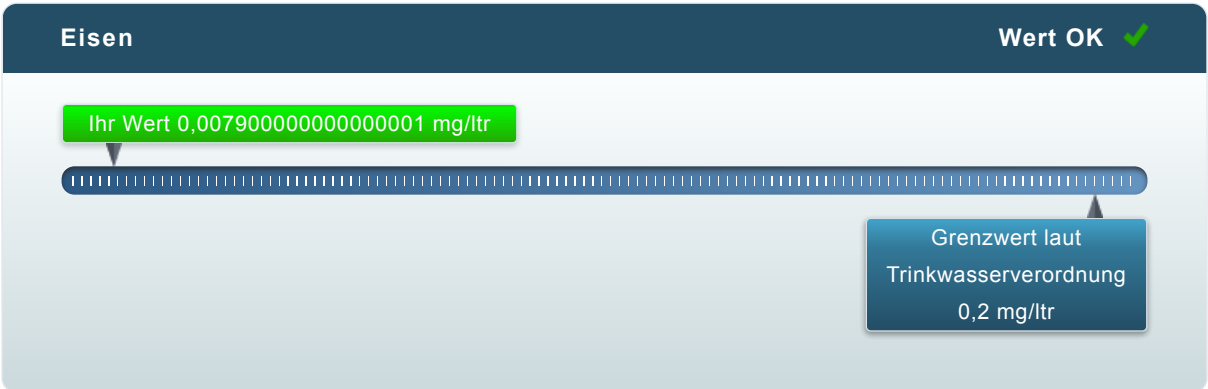 Eisen
Wert OK
Ihr Wert 0,007900000000000001 mg/ltr
Grenzwert laut
Trinkwasserverordnung
0,2 mg/ltr